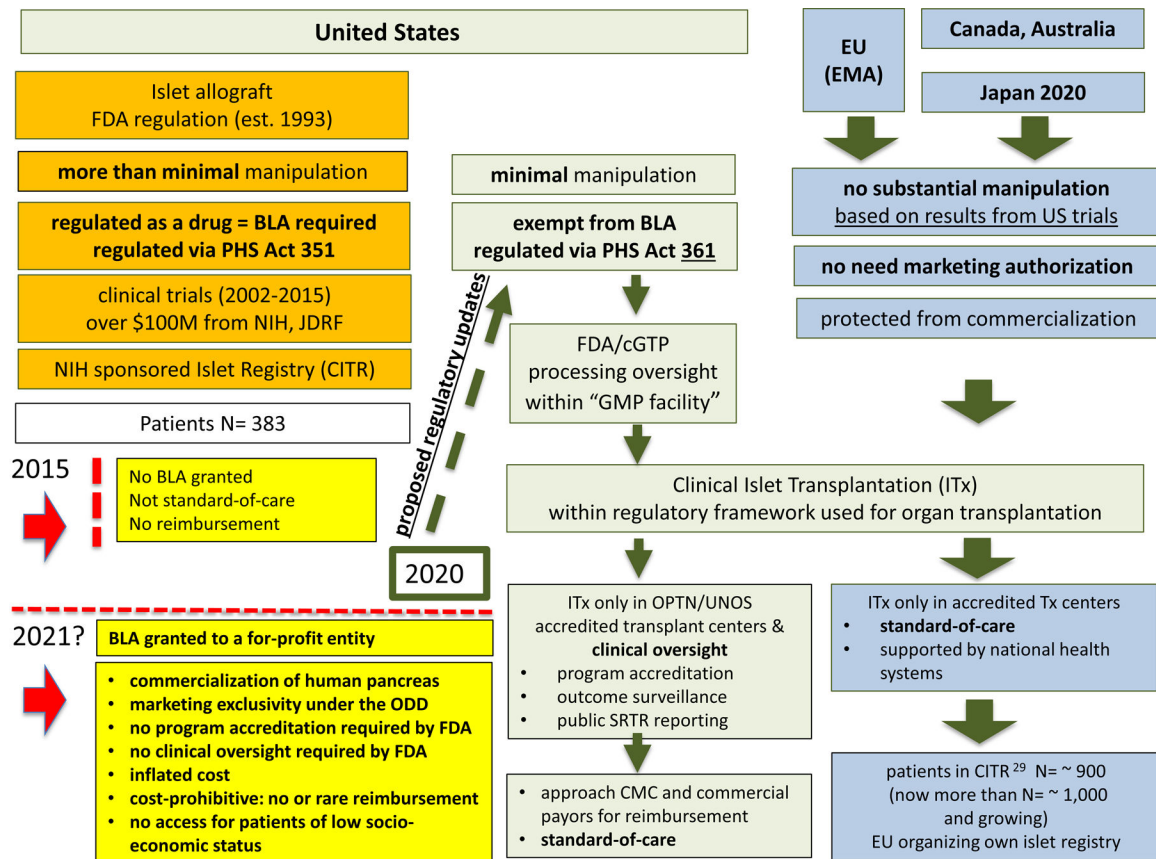 United States
Islet allograft
FDA regulation (est. 1993)
more than minimal manipulation
regulated as a drug = BLA required
regulated via PHS Act 351
clinical trials (2002-2015)
over $100M from NIH, JDRF
NIH sponsored Islet Registry (CITR)
Patients N= 383
2015
No BLA granted
Not standard-of-care
No reimbursement
2021?
BLA granted to a for-profit entity
• commercialization of human pancreas
• marketing exclusivity under the ODD
• no program accreditation required by FDA
• no clinical oversight required by FDA
• inflated cost
• cost-prohibitive: no or rare reimbursement
• no access for patients of low socio-
economic status
proposed regulatory updates
2020
minimal manipulation
exempt from BLA
regulated via PHS Act 361
FDA/cGTP
processing oversight
within “GMP facility”
Clinical Islet Transplantation (ITx)
within regulatory framework used for organ transplantation
ITx only in OPTN/UNOS
accredited transplant centers &
clinical oversight
• program accreditation
• outcome surveillance
• public SRTR reporting
• approach CMC and commercial
payors for reimbursement
• standard-of-care
EU
(EMA)
Canada, Australia
Japan 2020
no substantial manipulation
based on results from US trials
no need marketing authorization
protected from commercialization
ITx only in accredited Tx centers
• standard-of-care
• supported by national health
systems
patients in CITR 29 N= ~ 900
(now more than N= ~ 1,000
and growing)
EU organizing own islet registry